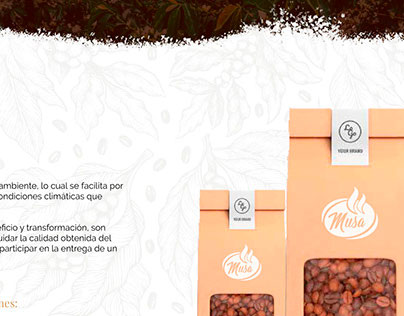 ambiente, lo cual se facilita por
ondiciones climáticas que
eficio y transformación, son
uidar la calidad obtenida del
participar en la entrega de un
nes:
YOUR BRAND
Musa
YOUR BRAND
Musa